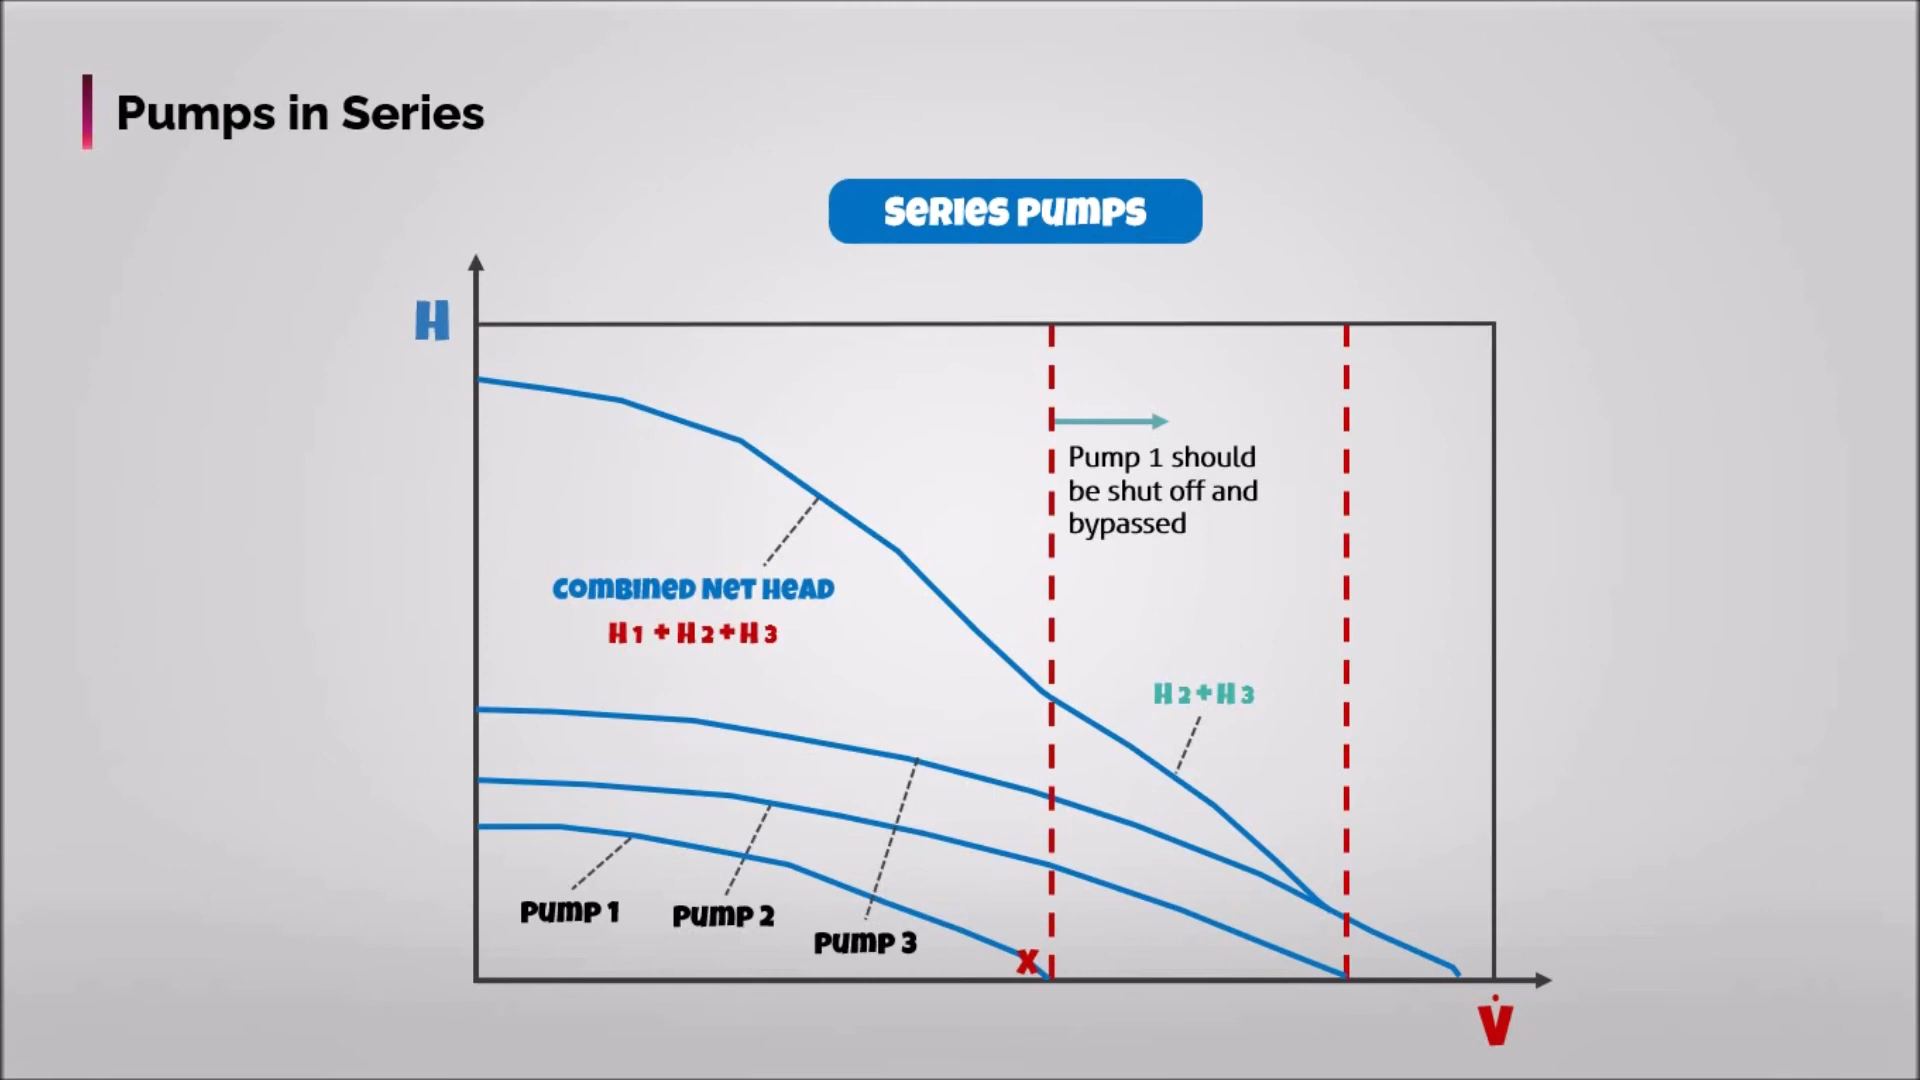 Pumps in Series
SERIES PUMPS
H
Pump 1 should
be shut off and
bypassed
COMBINED NET HEAD
H1 + H2+H3
H2+H3
PUMP 1
PUMP 2
PUMP 3
X
V̇